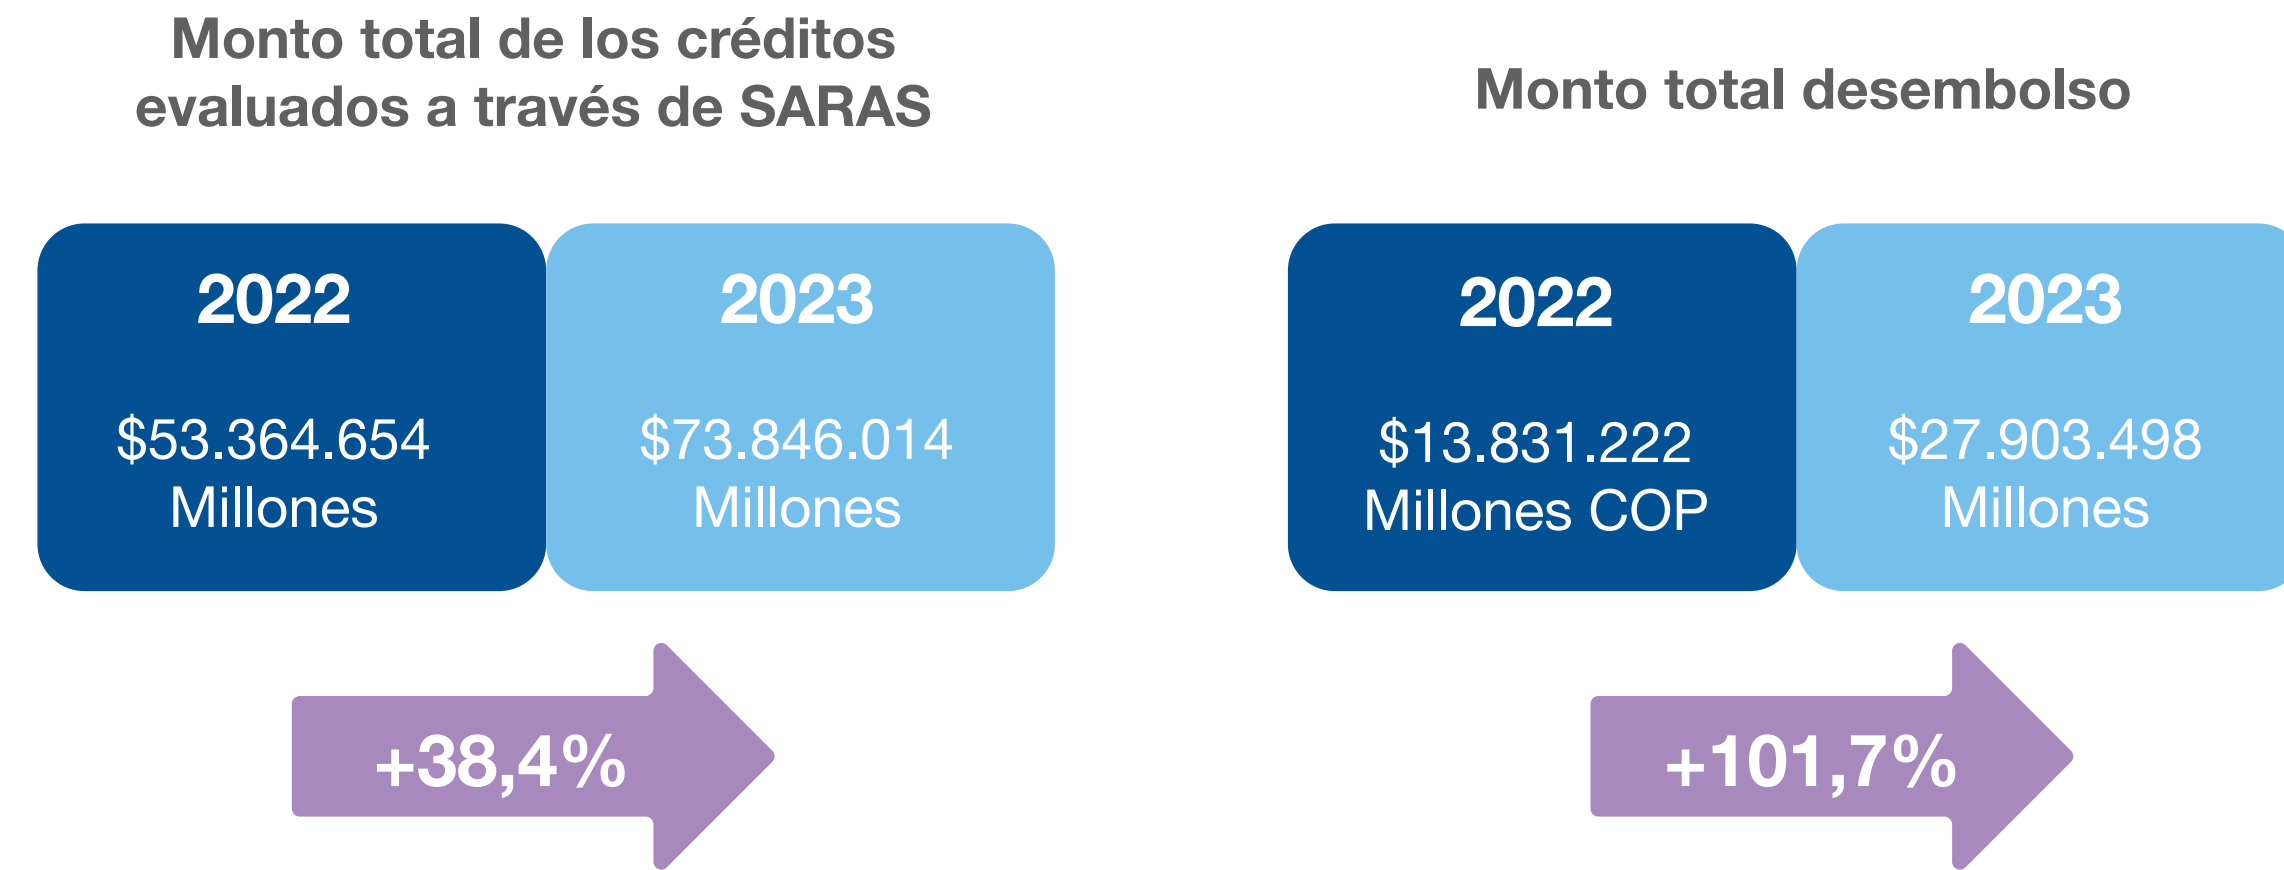 Monto total de los créditos
evaluados a través de SARAS
2022
$53.364.654
Millones
2023
$73.846.014
Millones
+38,4%
Monto total desembolso
2022
$13.831.222
Millones COP
2023
$27.903.498
Millones
+101,7%